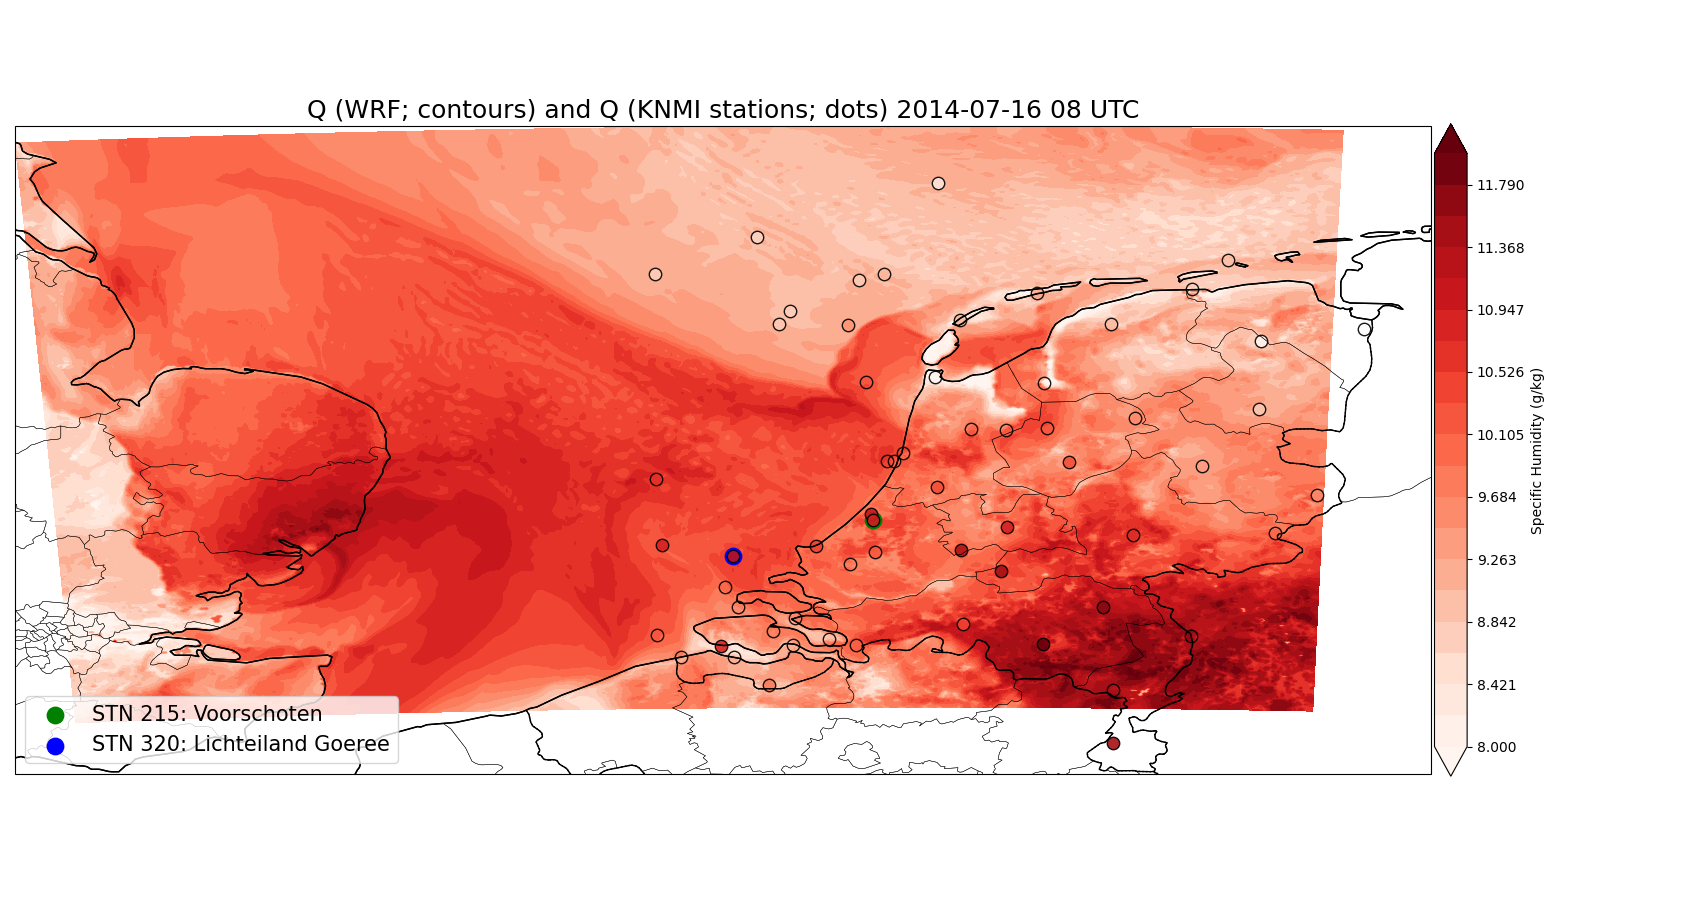 Q (WRF; contours) and Q (KNMI stations; dots) 2014-07-16 08 UTC
11.790
11.368
10.947
10.526
10.105
9.684
9.263
8.842
8.421
8.000
Specific Humidity (g/kg)
STN 215: Voorschoten
STN 320: Lichteiland Goeree